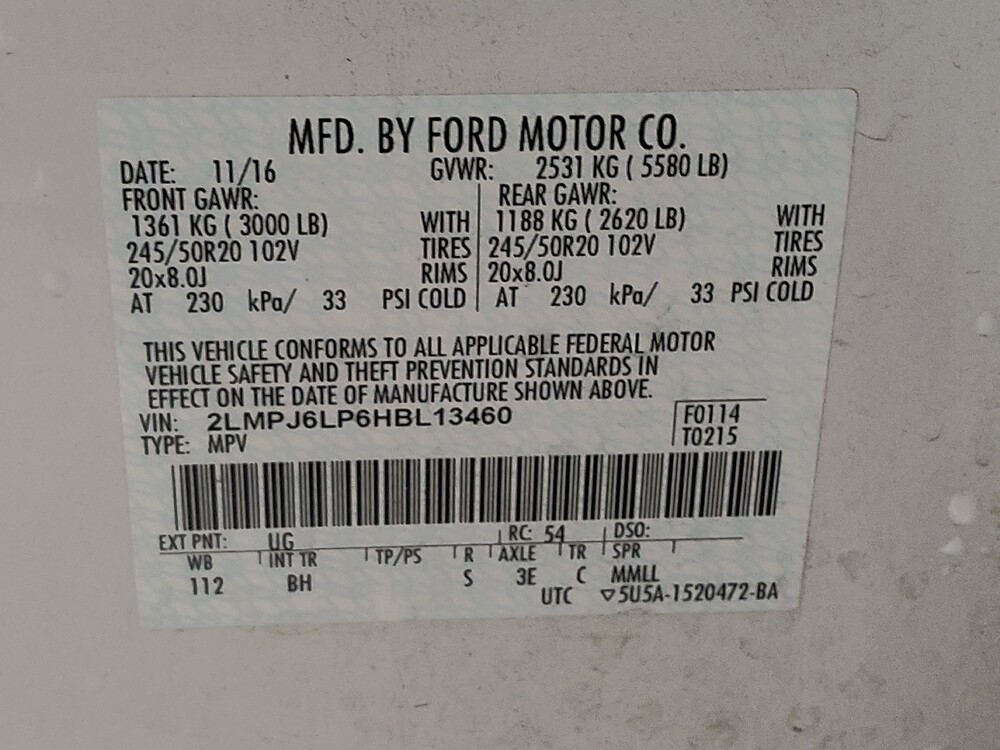 MFD. BY FORD MOTOR CO.
DATE: 11/16 GVWR: 2531 KG ( 5580 LB)
FRONT GAWR: REAR GAWR:
1361 KG ( 3000 LB) WITH 1188 KG ( 2620 LB) WITH
245/50R20 102V TIRES 245/50R20 102V TIRES
20x8.0J RIMS 20x8.0J RIMS
AT 230 kPa/ 33 PSI COLD AT 230 kPa/ 33 PSI COLD
THIS VEHICLE CONFORMS TO ALL APPLICABLE FEDERAL MOTOR
VEHICLE SAFETY AND THEFT PREVENTION STANDARDS IN
EFFECT ON THE DATE OF MANUFACTURE SHOWN ABOVE.
VIN: 2LMPJ6LP6HBL13460 F0114
TYPE: MPV T0215
EXT PNT: UG RC: 54 DSO:
WB INT TR TP/PS R AXLE TR SPR
112 BH S 3E C MMLL
UTC ▽5U5A-1520472-BA